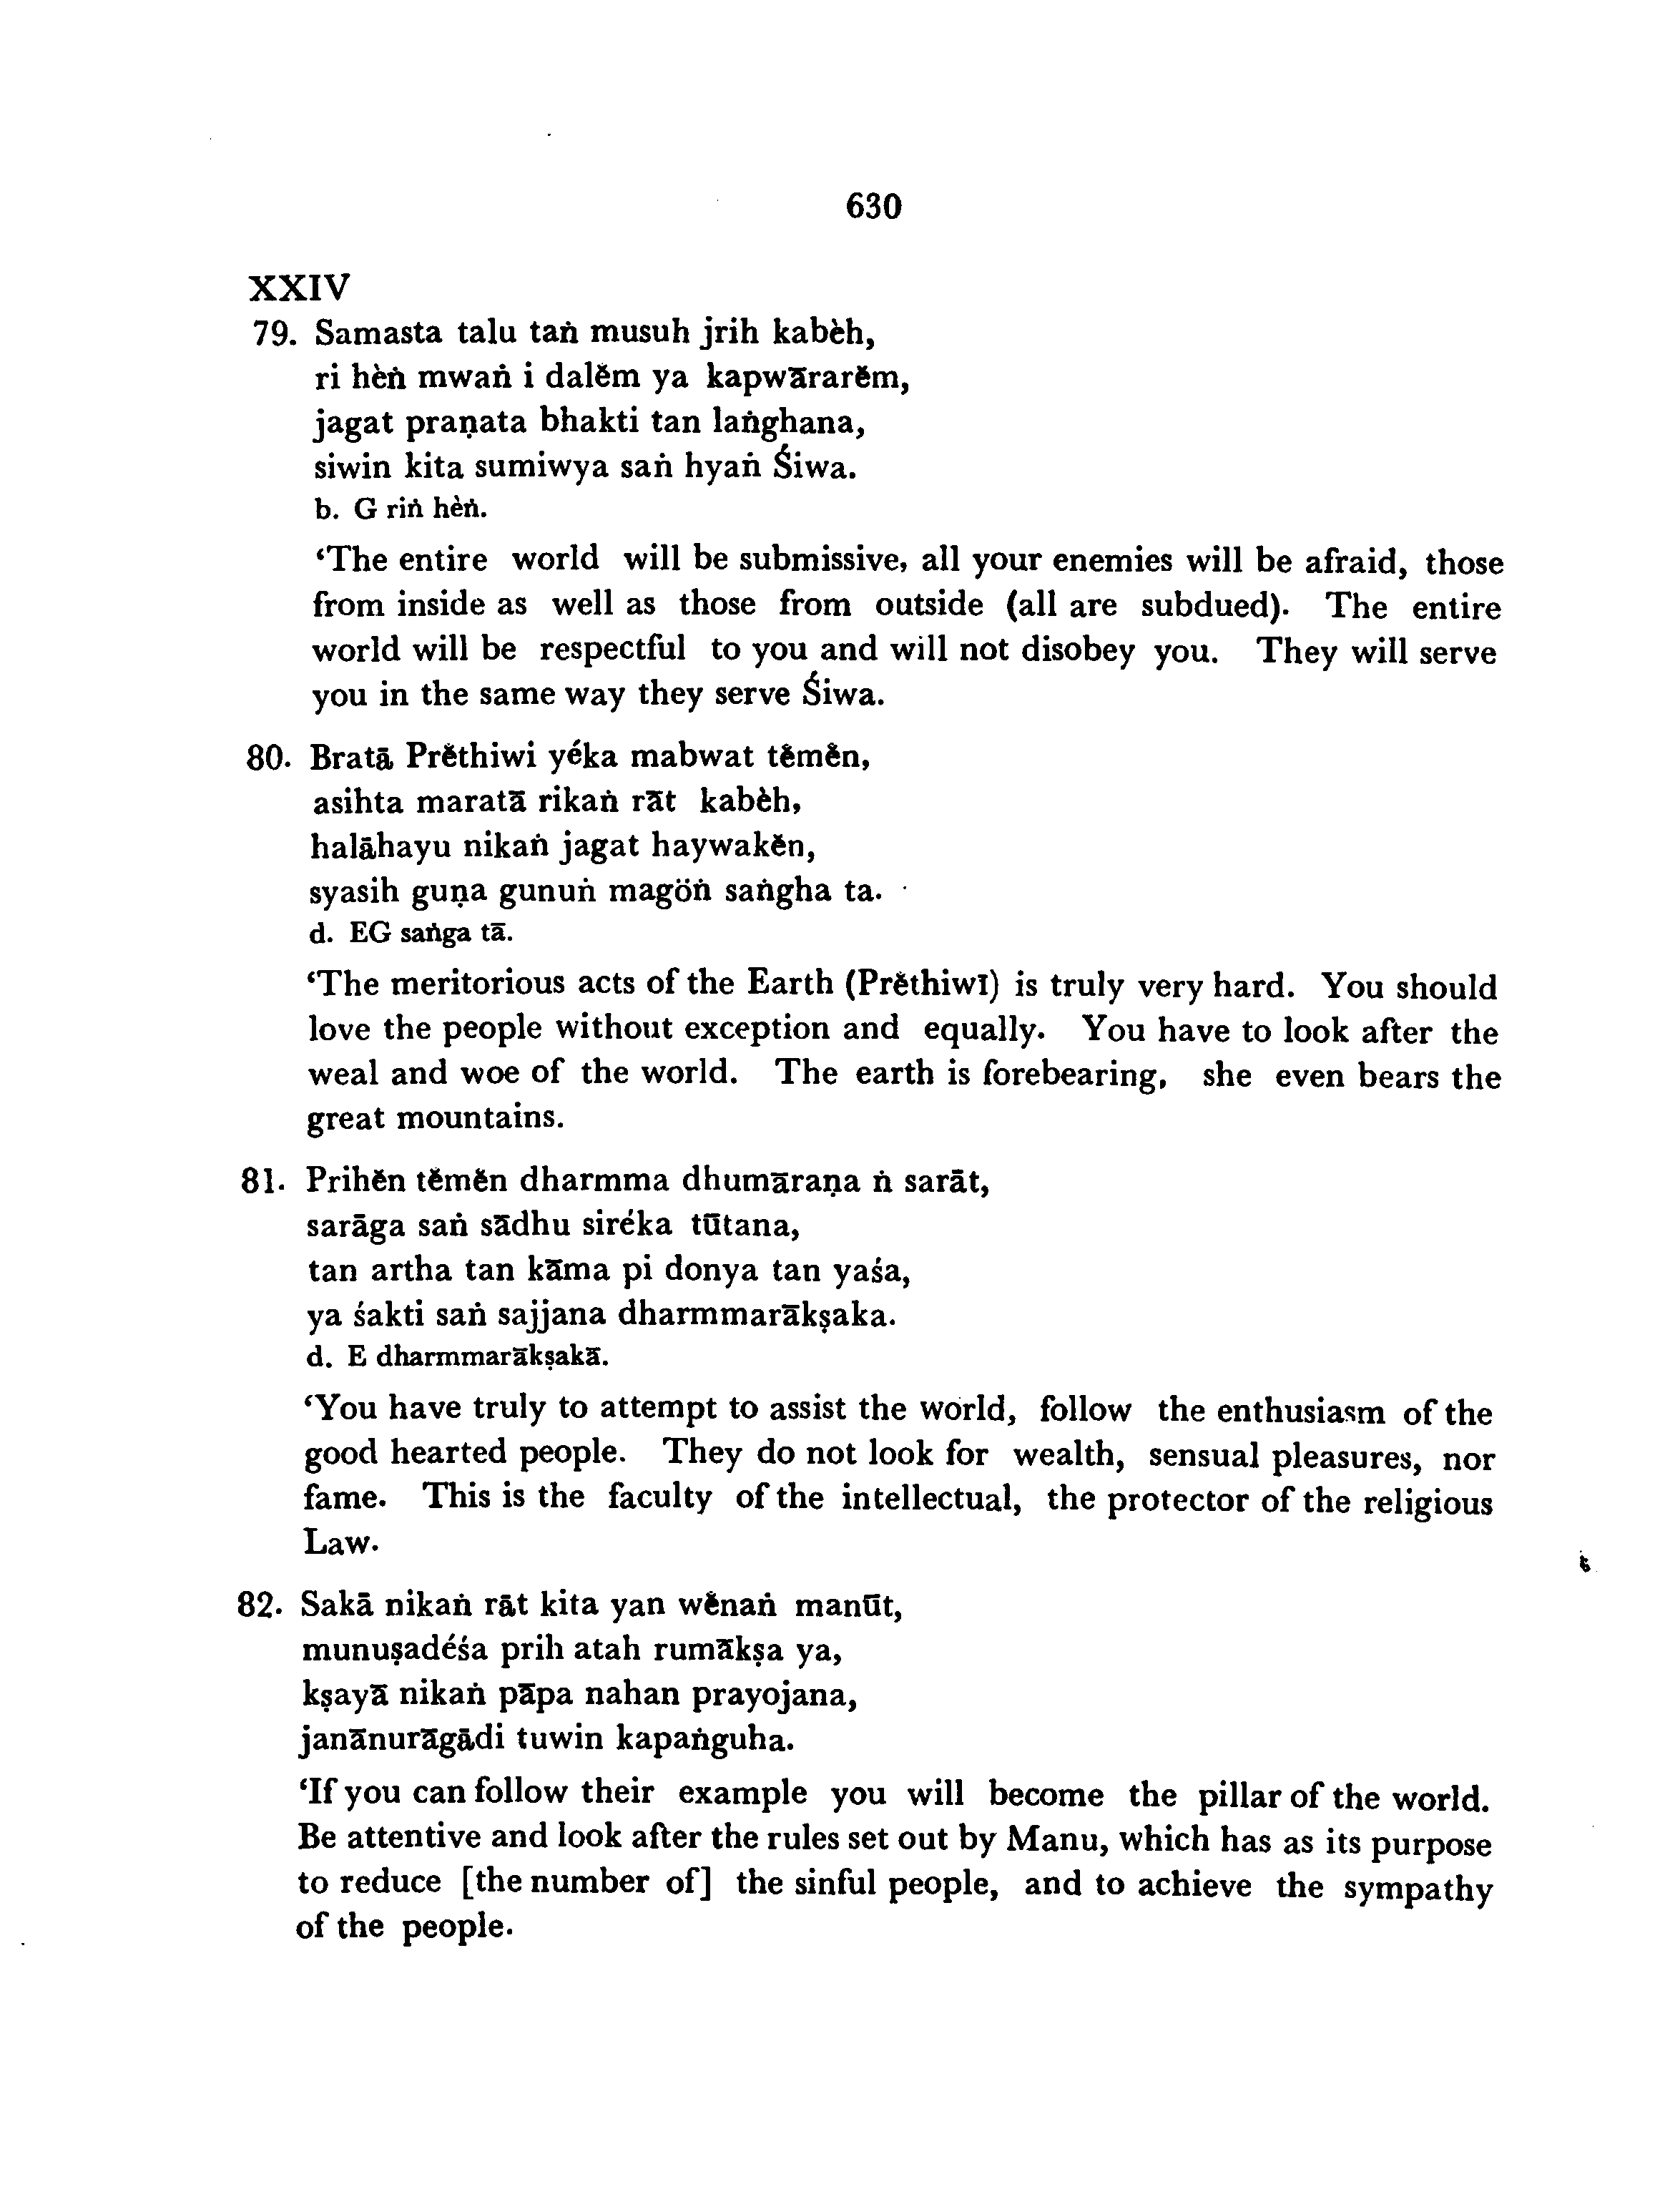 630
XXIV
79. Samasta talu taṅ musuh jrih kabèh,
ri hèṅ mwaṅ i dalĕm ya kapwārarĕm,
jagat praṇata bhakti tan laṅghana,
siwin kita sumiwya saṅ hyaṅ Śiwa.
b. G riṅ hèṅ.
‘The entire world will be submissive, all your enemies will be afraid, those
from inside as well as those from outside (all are subdued). The entire
world will be respectful to you and will not disobey you. They will serve
you in the same way they serve Śiwa.
80. Bratā Prĕthiwi yéka mabwat tĕmĕn,
asihta maratā rikaṅ rāt kabèh,
halāhayu nikaṅ jagat haywakĕn,
syasih guṇa gunuṅ magöṅ saṅgha ta.
d. EG saṅga tā.
‘The meritorious acts of the Earth (Prĕthiwī) is truly very hard. You should
love the people without exception and equally. You have to look after the
weal and woe of the world. The earth is forebearing, she even bears the
great mountains.
81. Prihĕn tĕmĕn dharmma dhumāraṇa ṅ sarāt,
sarāga saṅ sādhu siréka tūtana,
tan artha tan kāma pi donya tan yaśa,
ya śakti saṅ sajjana dharmmarākṣaka.
d. E dharmmarākṣakā.
‘You have truly to attempt to assist the world, follow the enthusiasm of the
good hearted people. They do not look for wealth, sensual pleasures, nor
fame. This is the faculty of the intellectual, the protector of the religious
Law.
82. Sakā nikaṅ rāt kita yan wĕnaṅ manūt,
munuṣadéśa prih atah rumākṣa ya,
kṣayā nikaṅ pāpa nahan prayojana,
janānurāgādi tuwin kapaṅguha.
‘If you can follow their example you will become the pillar of the world.
Be attentive and look after the rules set out by Manu, which has as its purpose
to reduce [the number of] the sinful people, and to achieve the sympathy
of the people.